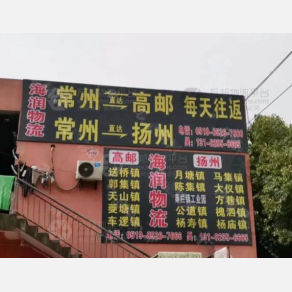 海润物流
常州 直达 高邮 每天往返
常州 直达 扬州
高邮 海润物流 扬州
送桥镇 月塘镇 马集镇
郭集镇 陈集镇 大仪镇
天山镇 方巷镇
菱塘镇 公道镇 槐泗镇
车逻镇 杨寿镇 杨庙镇